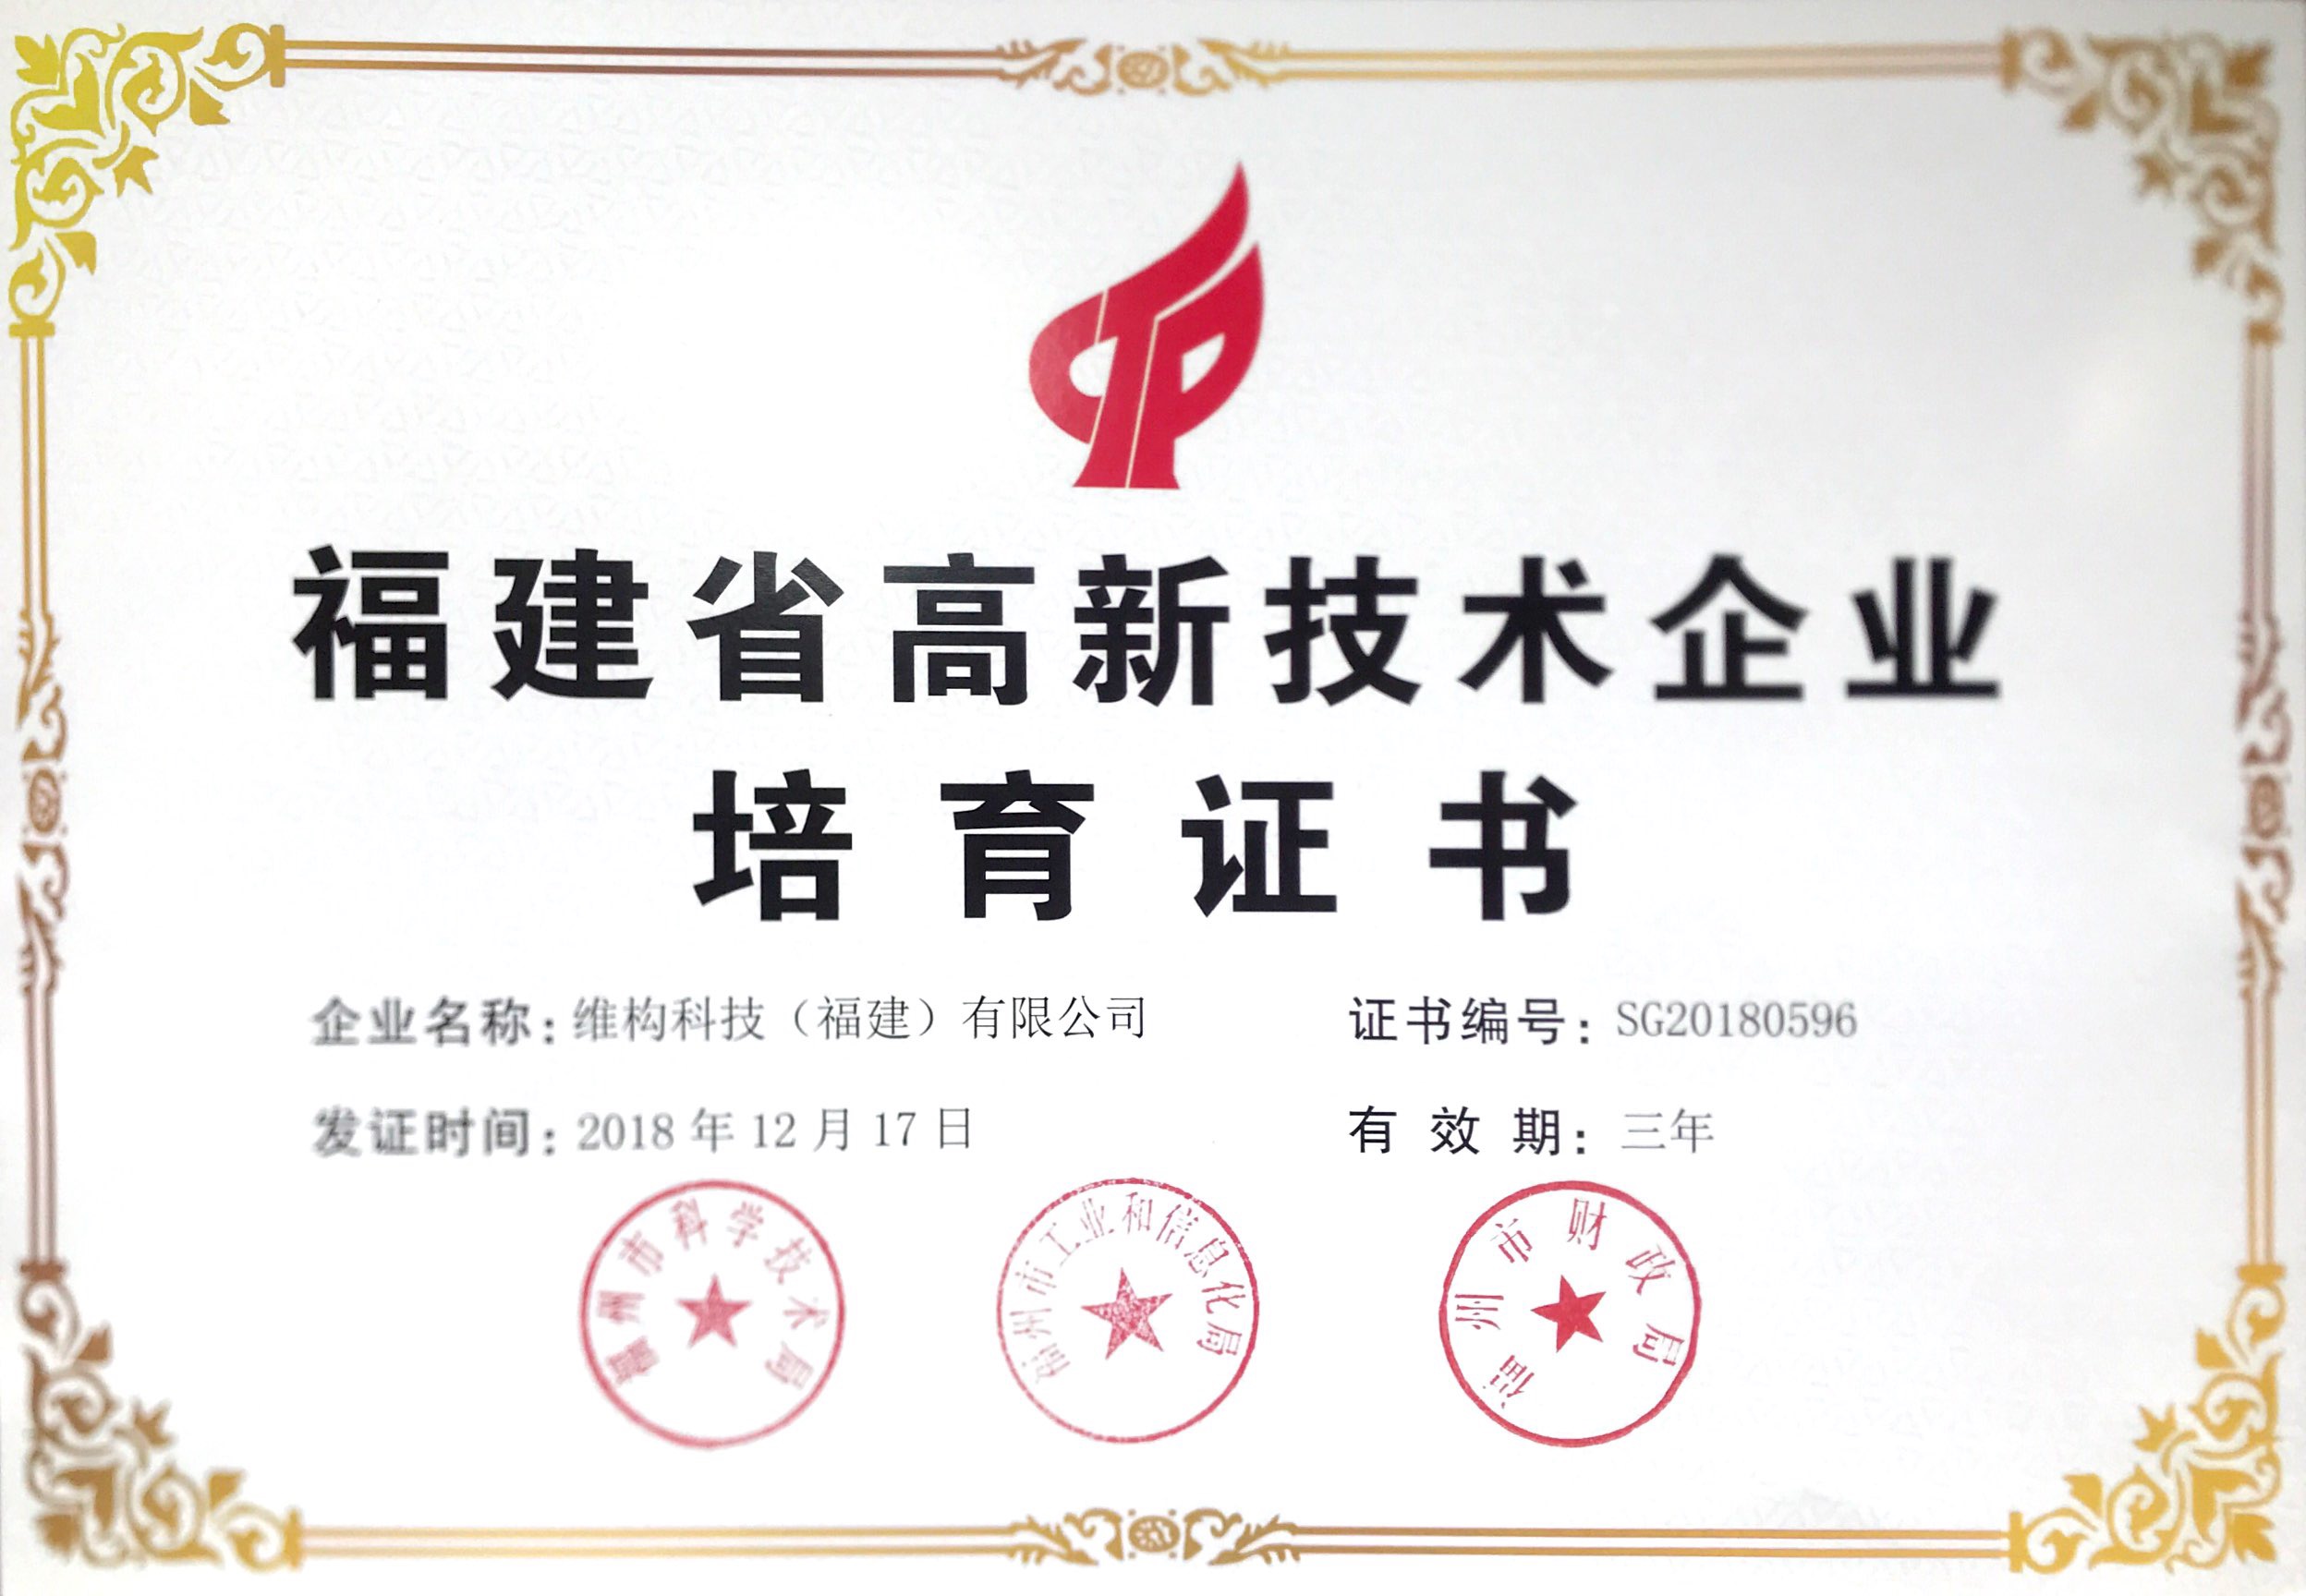 福建省高新技术企业
培育证书
企业名称：维构科技（福建）有限公司
证书编号：SG20180596
发证时间：2018年12月17日
有效期：三年
福州市科学技术局
福州市工业和信息化局
福州市财政局